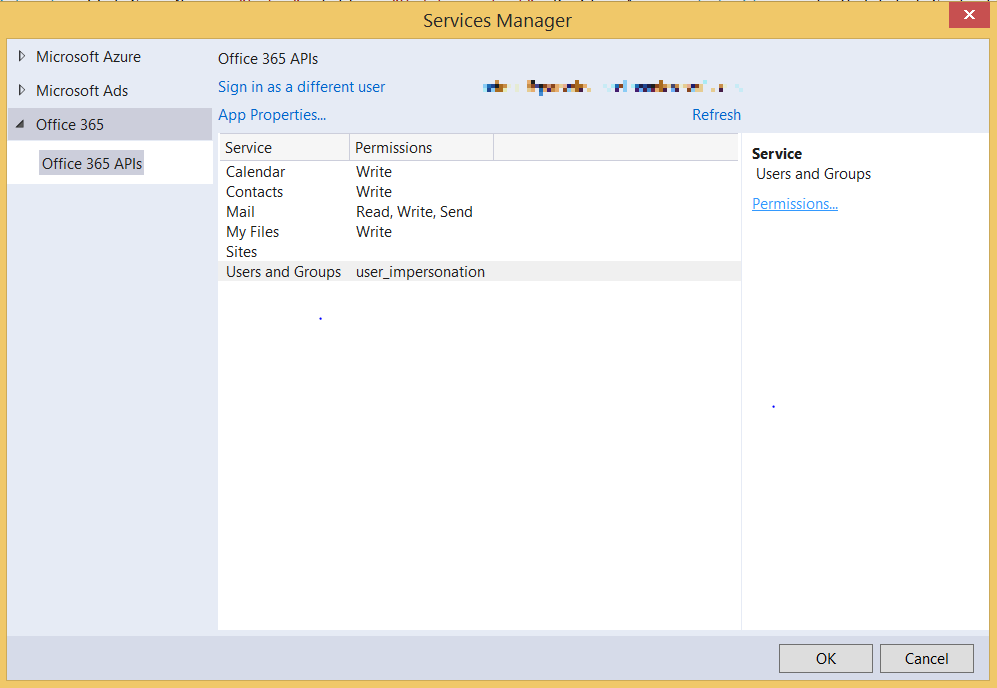 Services Manager
Microsoft Azure
Microsoft Ads
Office 365
Office 365 APIs
Office 365 APIs
Sign in as a different user
App Properties...
Refresh
Service Permissions
Calendar Write
Contacts Write
Mail Read, Write, Send
My Files Write
Sites
Users and Groups user_impersonation
Service
Users and Groups
Permissions...
OK
Cancel